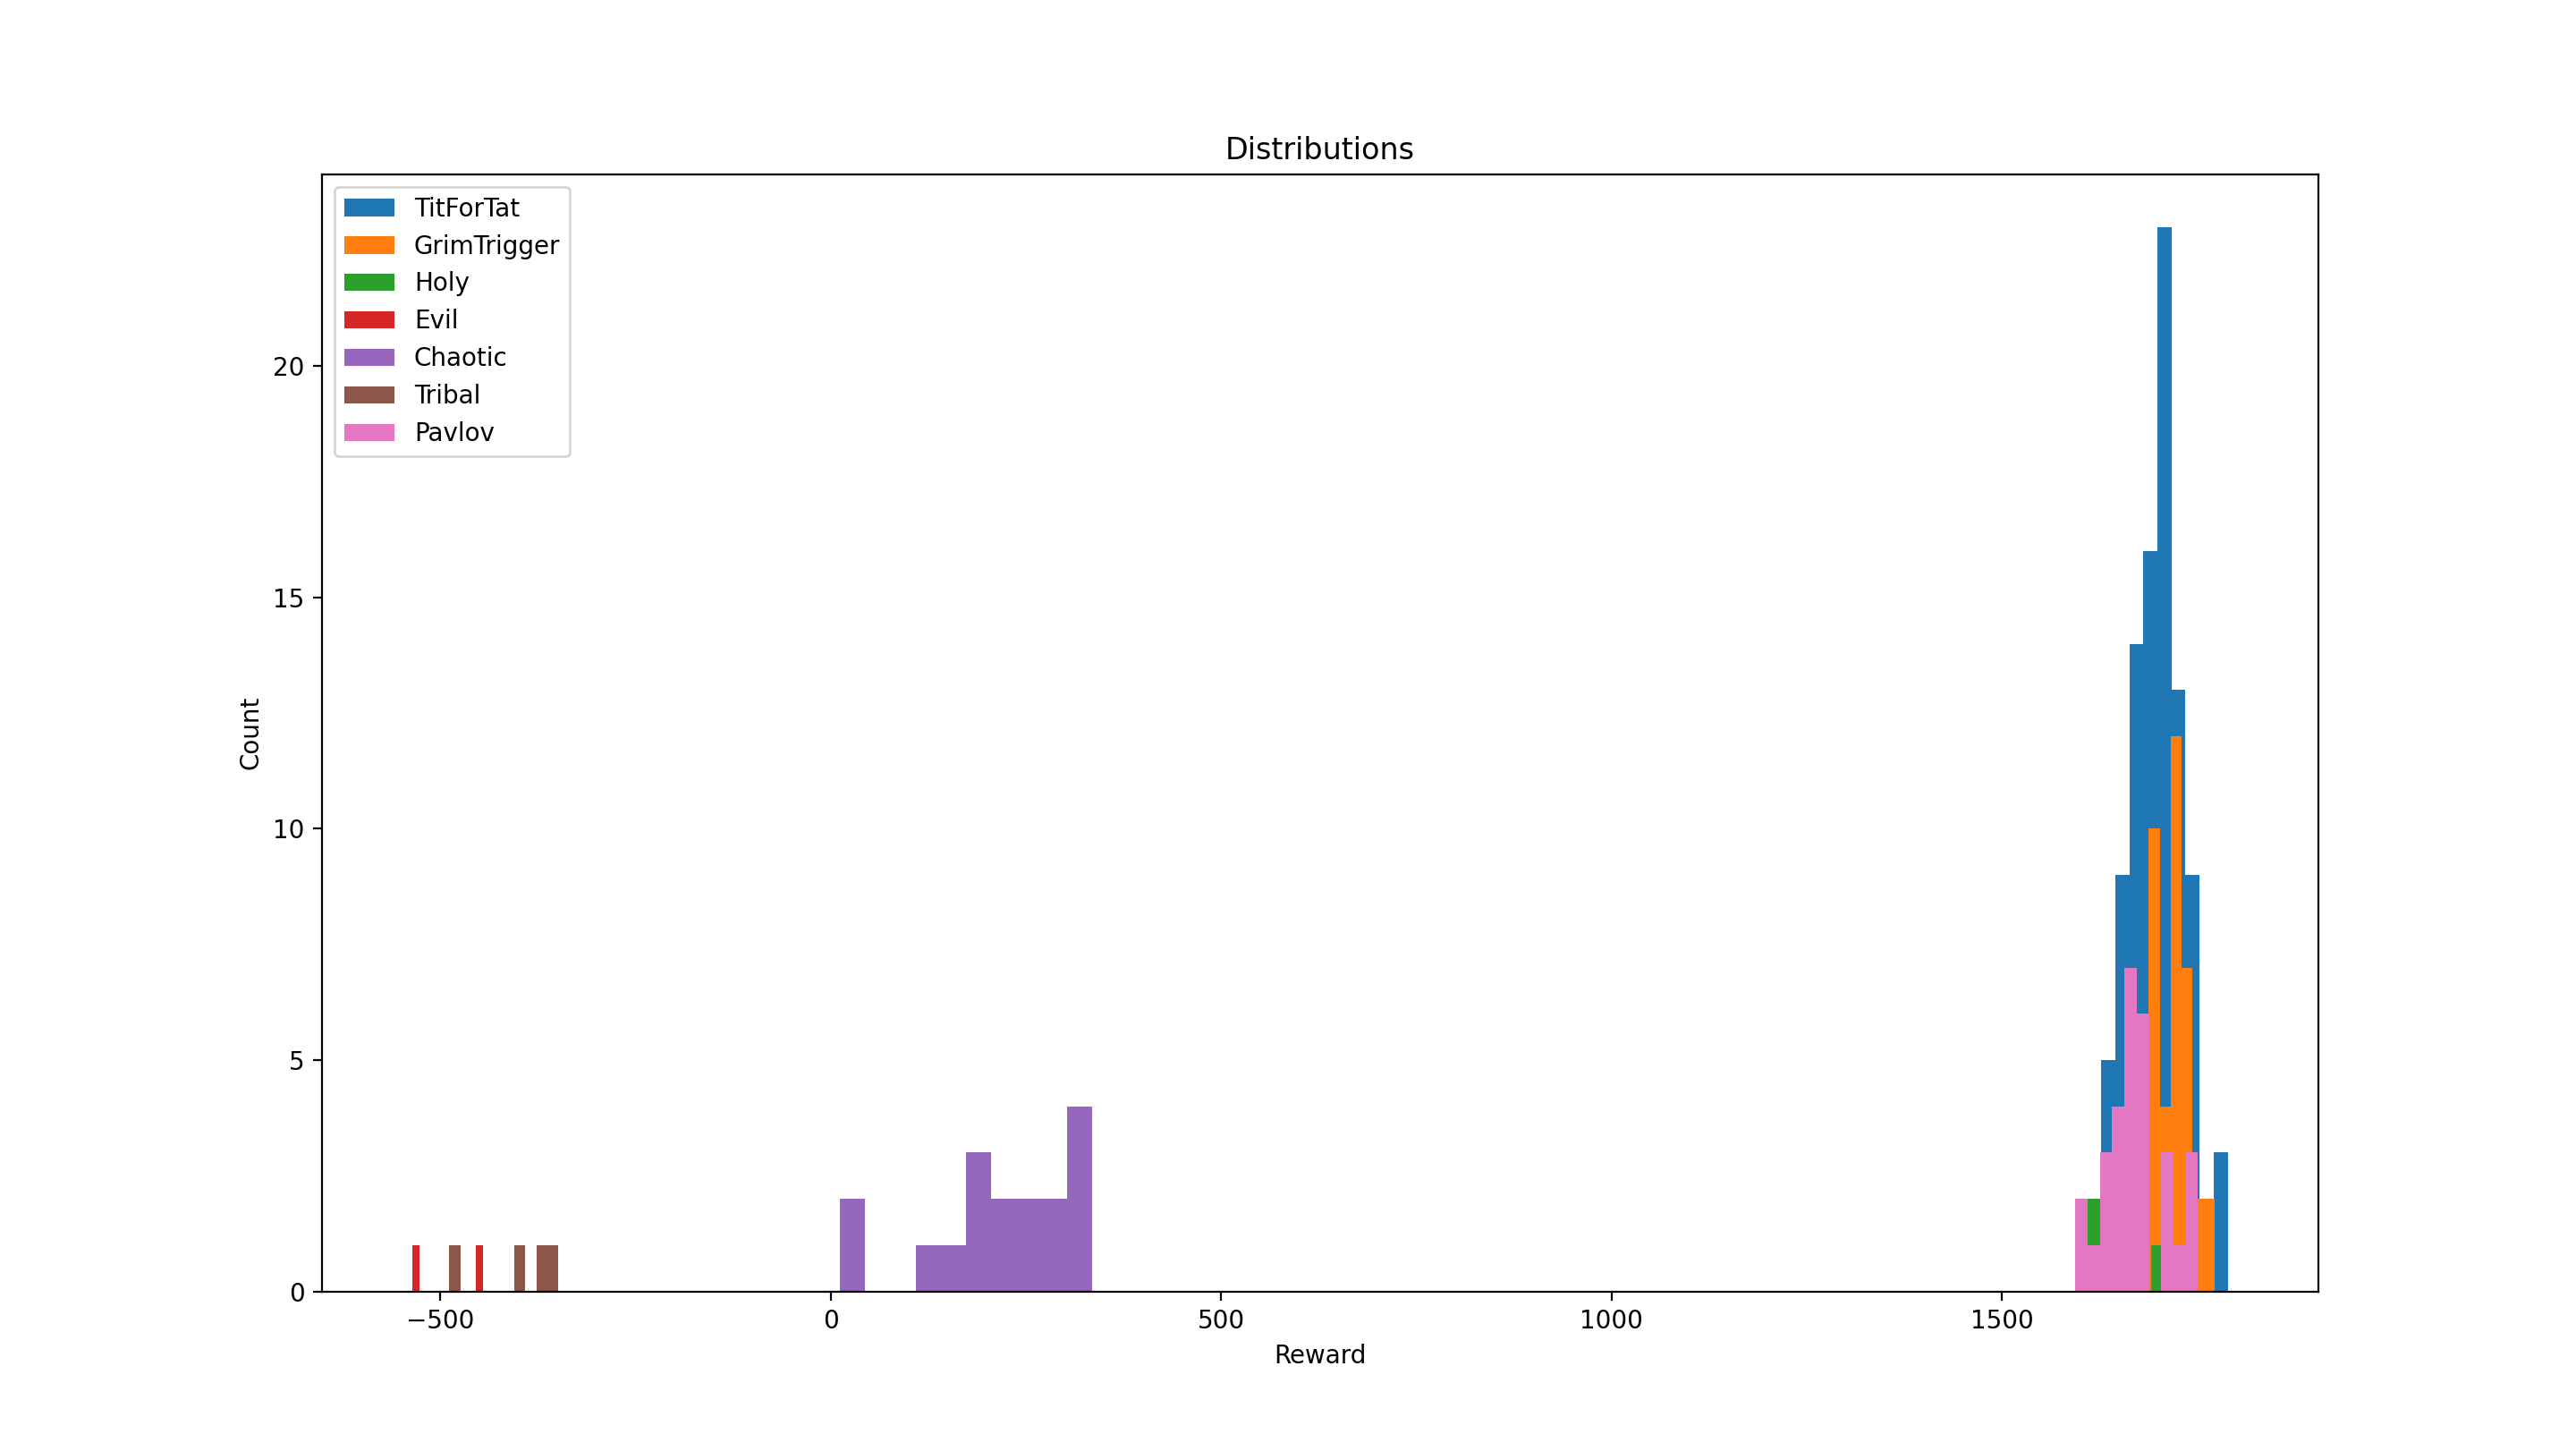 Distributions
TitForTat
GrimTrigger
Holy
Evil
Chaotic
Tribal
Pavlov
20
15
10
5
0
Count
−500
0
500
1000
1500
Reward